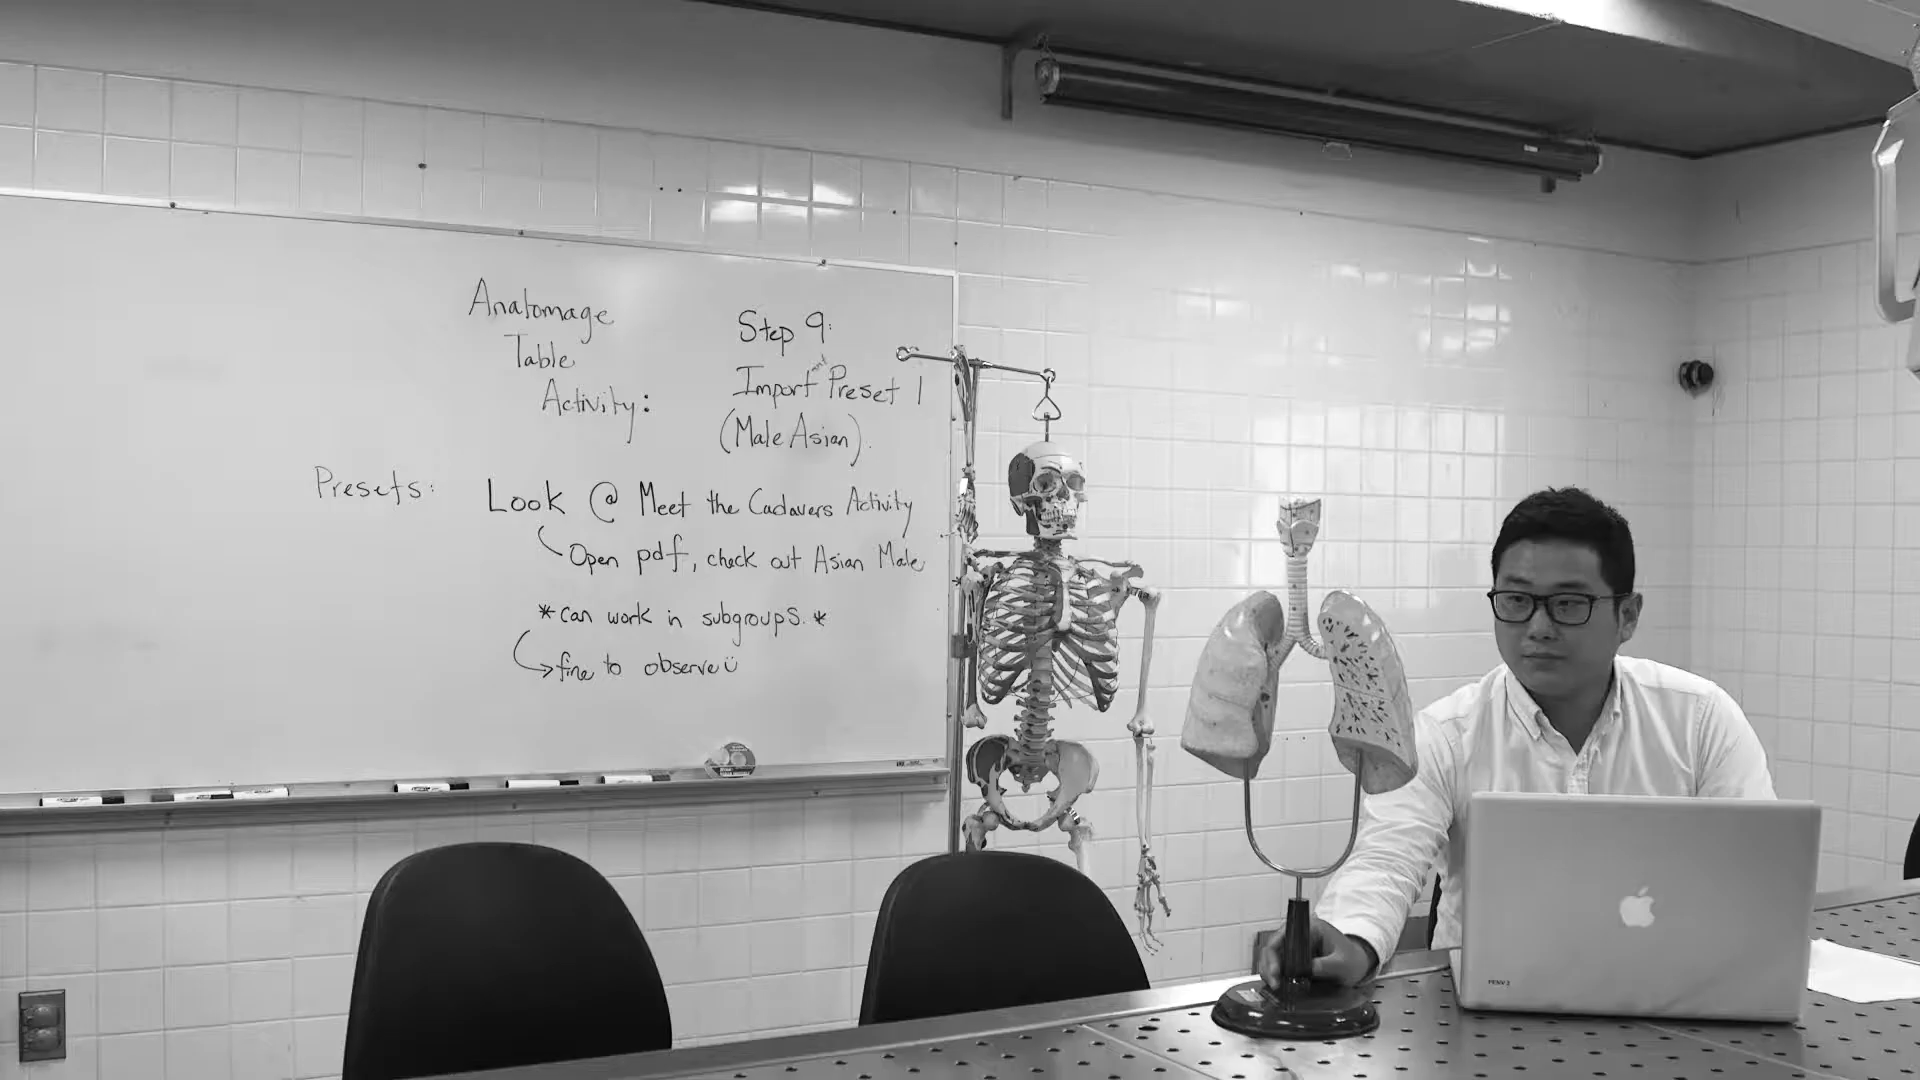 Anatomage
Table
Activity:
Step 9:
Import and Preset 1
(Male Asian).
Presets: Look @ Meet the Cadavers Activity
Open pdf, check out Asian Male
*can work in subgroups.*
fine to observe ü